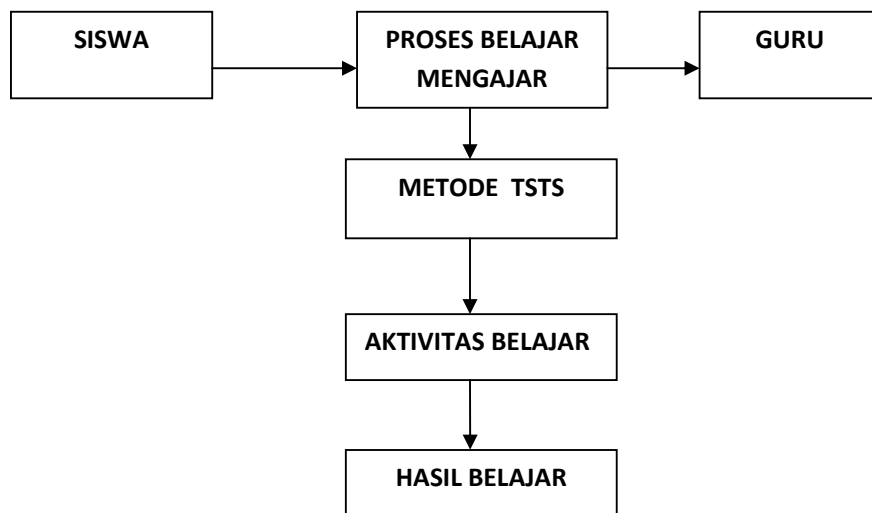 SISWA
PROSES BELAJAR
MENGAJAR
GURU
METODE TSTS
AKTIVITAS BELAJAR
HASIL BELAJAR